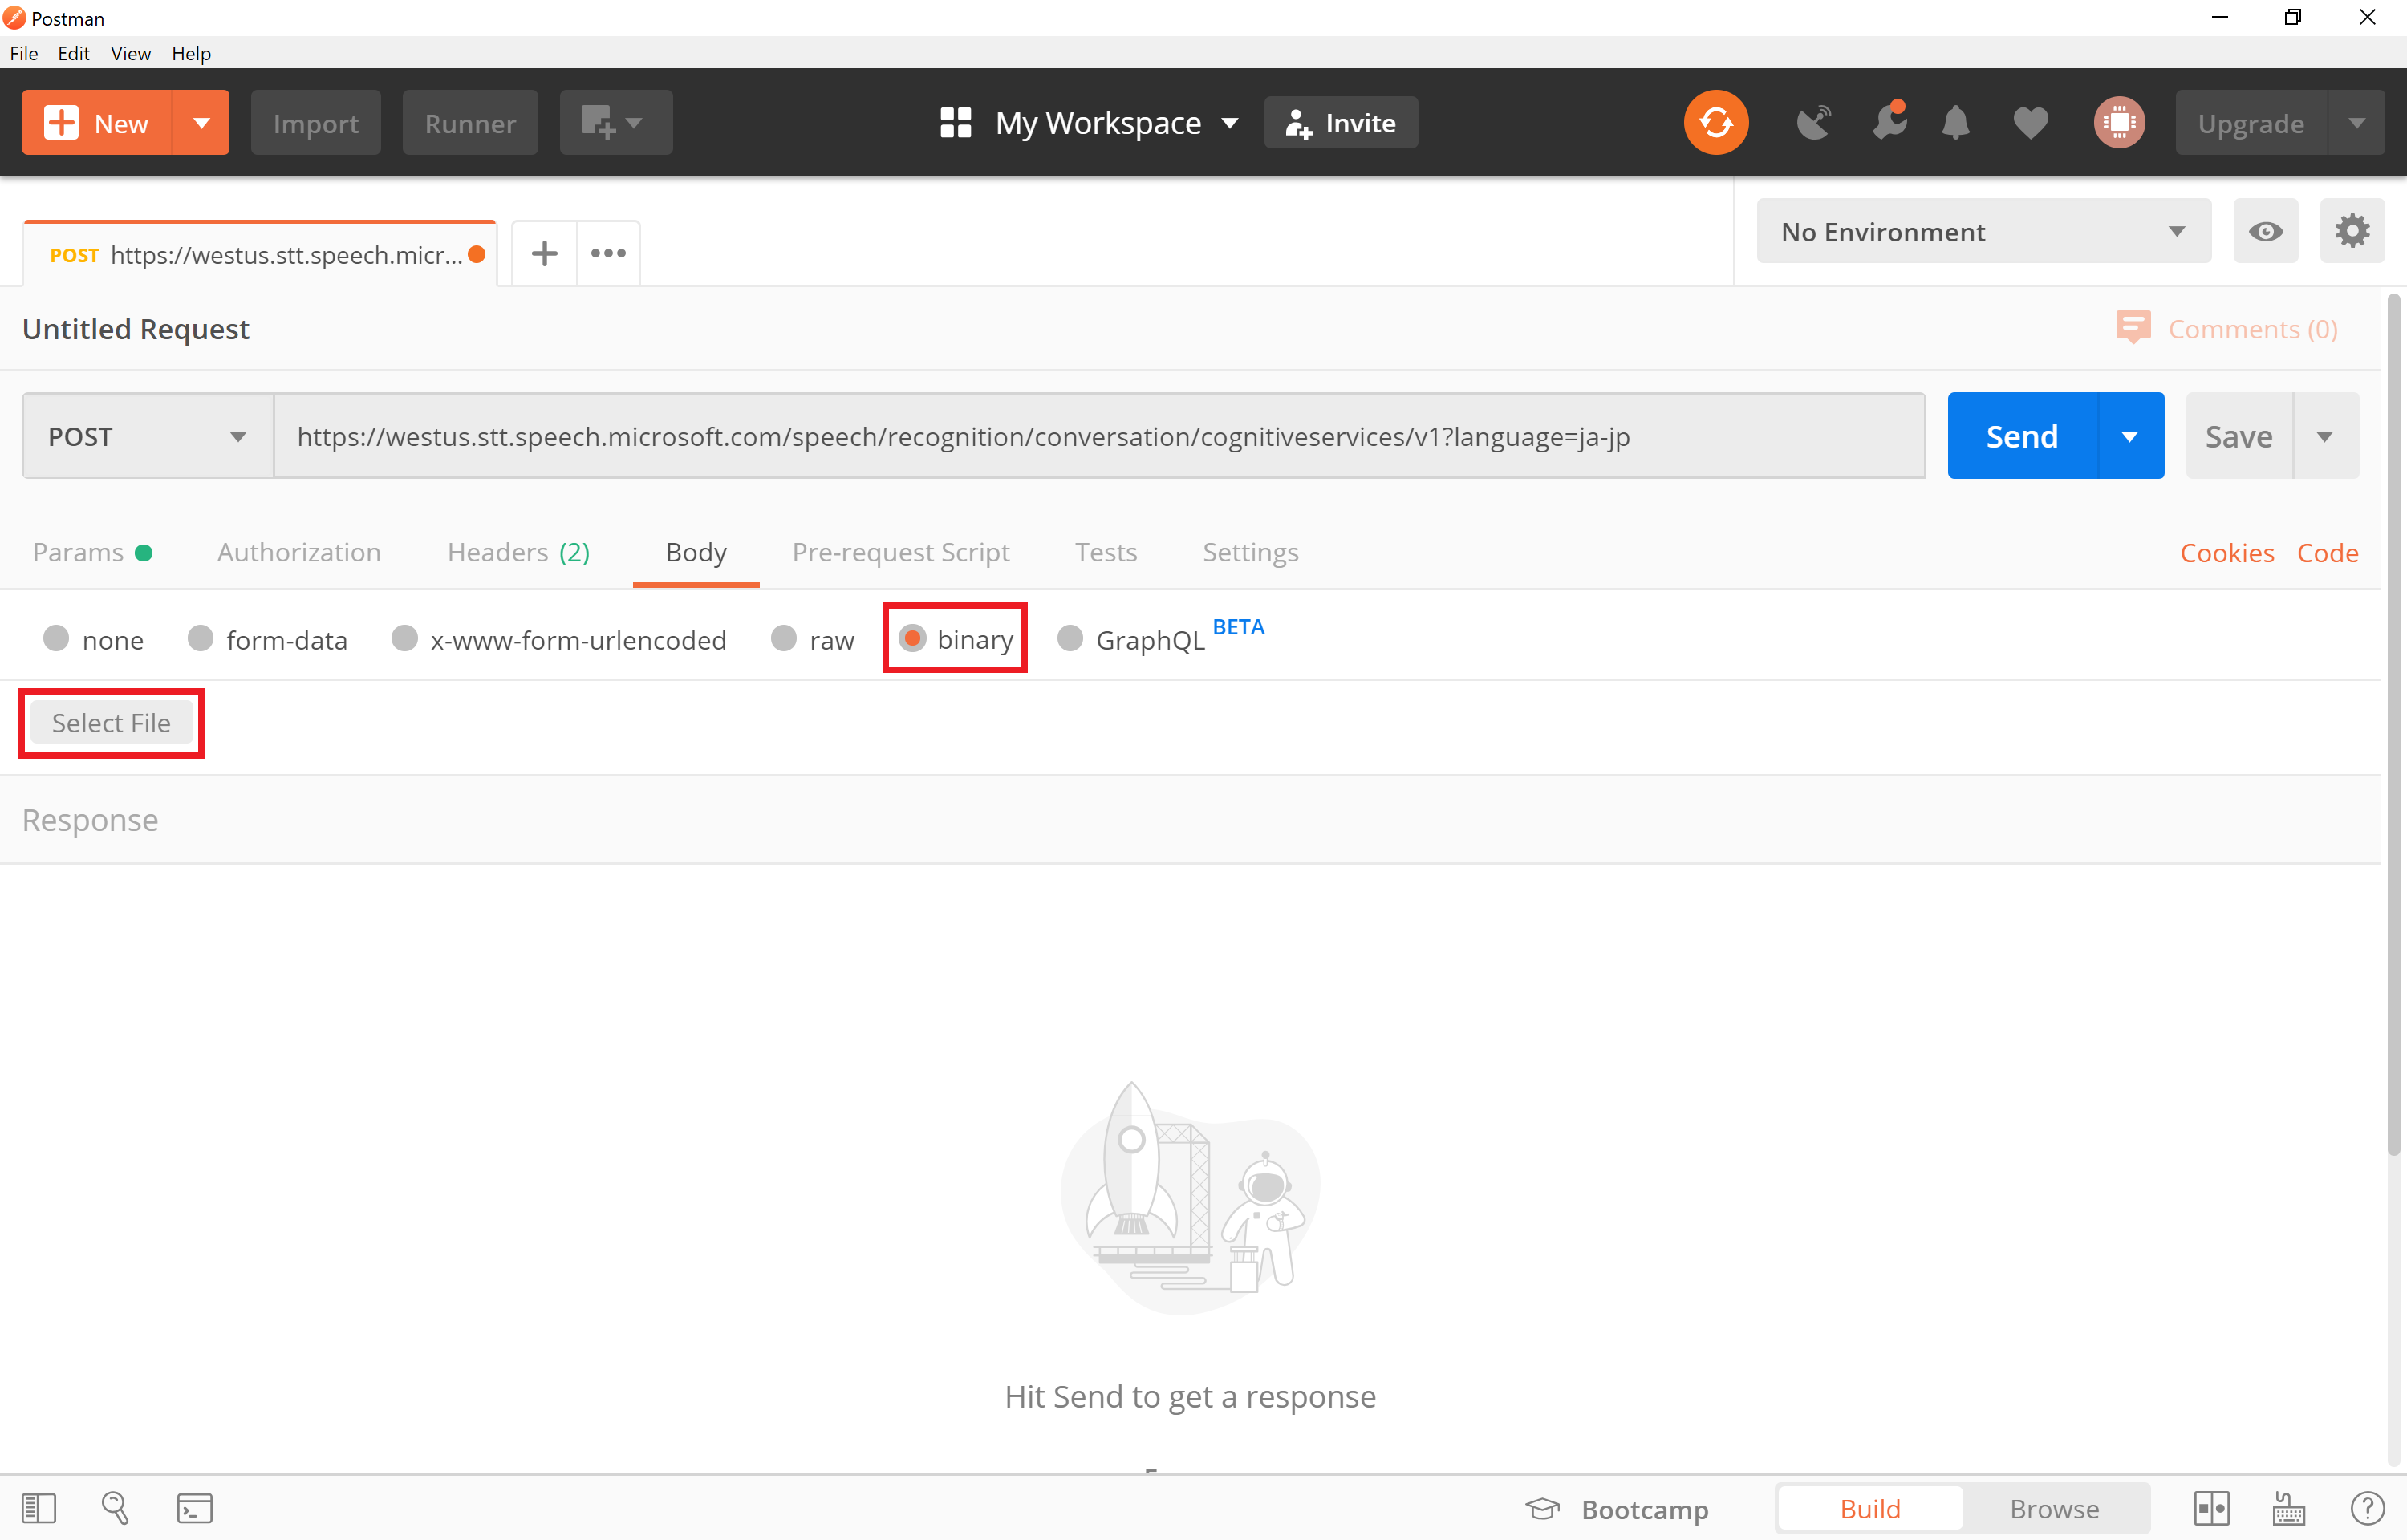 Postman
File Edit View Help
New Import Runner My Workspace Invite Upgrade
POST https://westus.stt.speech.micr... No Environment
Untitled Request Comments (0)
POST https://westus.stt.speech.microsoft.com/speech/recognition/conversation/cognitiveservices/v1?language=ja-jp Send Save
Params Authorization Headers (2) Body Pre-request Script Tests Settings Cookies Code
none form-data x-www-form-urlencoded raw binary GraphQL BETA
Select File
Response
Hit Send to get a response
Bootcamp Build Browse